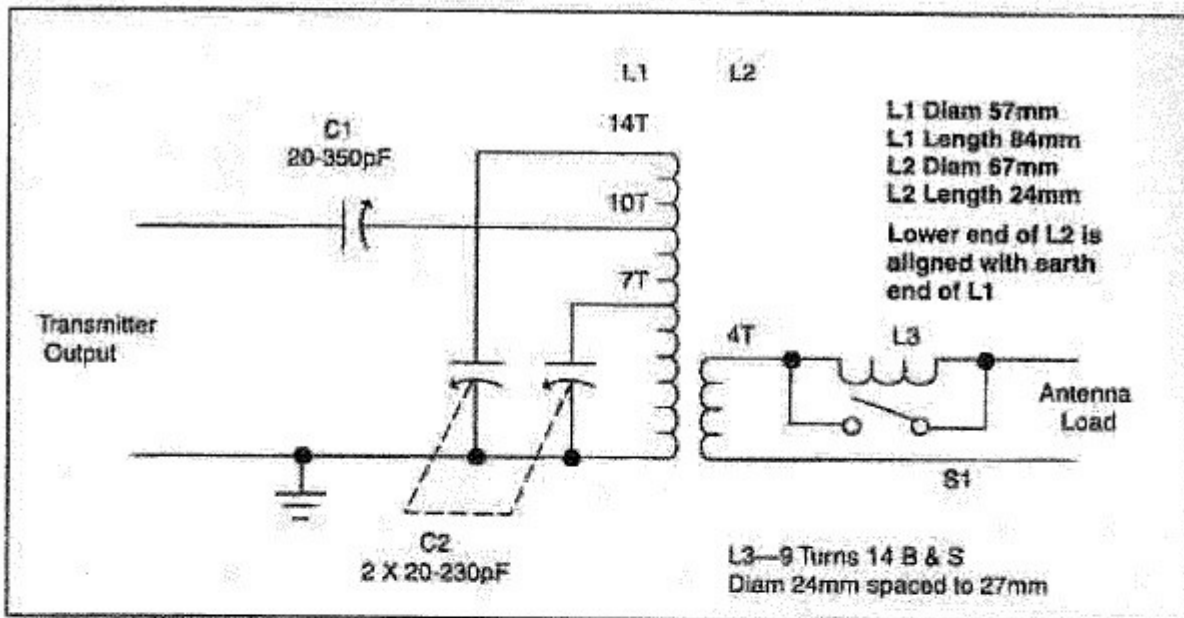 L1 L2
14T
C1
20-350pF
10T
7T
L1 Diam 57mm
L1 Length 84mm
L2 Diam 67mm
L2 Length 24mm
Lower end of L2 is
aligned with earth
end of L1
Transmitter
Output
4T
L3
Antenna
Load
S1
C2
2 X 20-230pF
L3—9 Turns 14 B & S
Diam 24mm spaced to 27mm